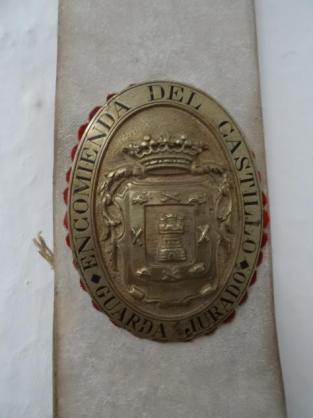 ENCOMIENDA DEL CASTILLO
GUARDA JURADO